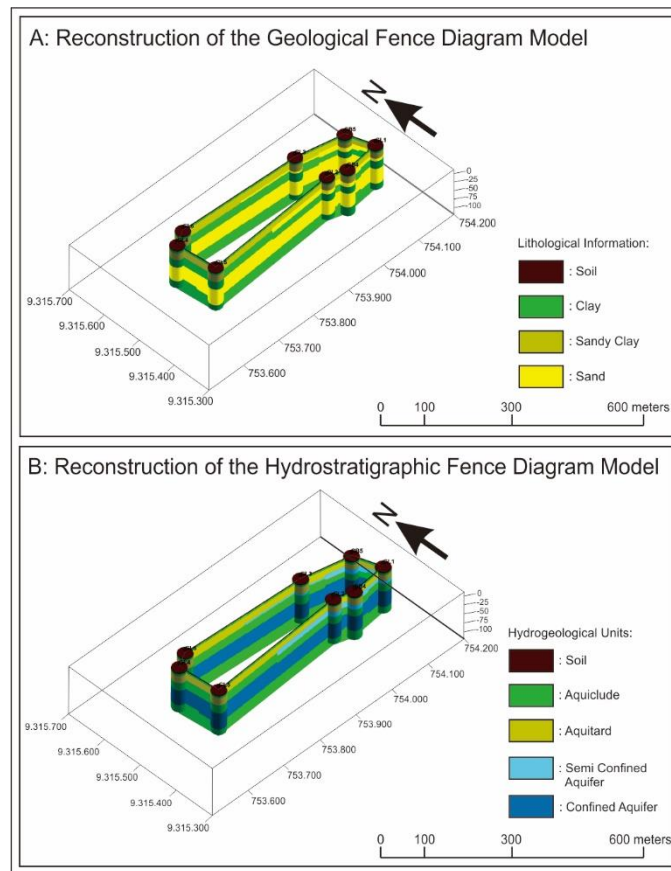 A: Reconstruction of the Geological Fence Diagram Model
N
0
-25
-50
-75
-100
754.200
754.100
754.000
753.900
753.800
753.700
753.600
9.315.700
9.315.600
9.315.500
9.315.400
9.315.300
Lithological Information:
: Soil
: Clay
: Sandy Clay
: Sand
0 100 300 600 meters
B: Reconstruction of the Hydrostratigraphic Fence Diagram Model
N
0
-25
-50
-75
-100
754.200
754.100
754.000
753.900
753.800
753.700
753.600
9.315.700
9.315.600
9.315.500
9.315.400
9.315.300
Hydrogeological Units:
: Soil
: Aquiclude
: Aquitard
: Semi Confined
Aquifer
: Confined Aquifer
0 100 300 600 meters